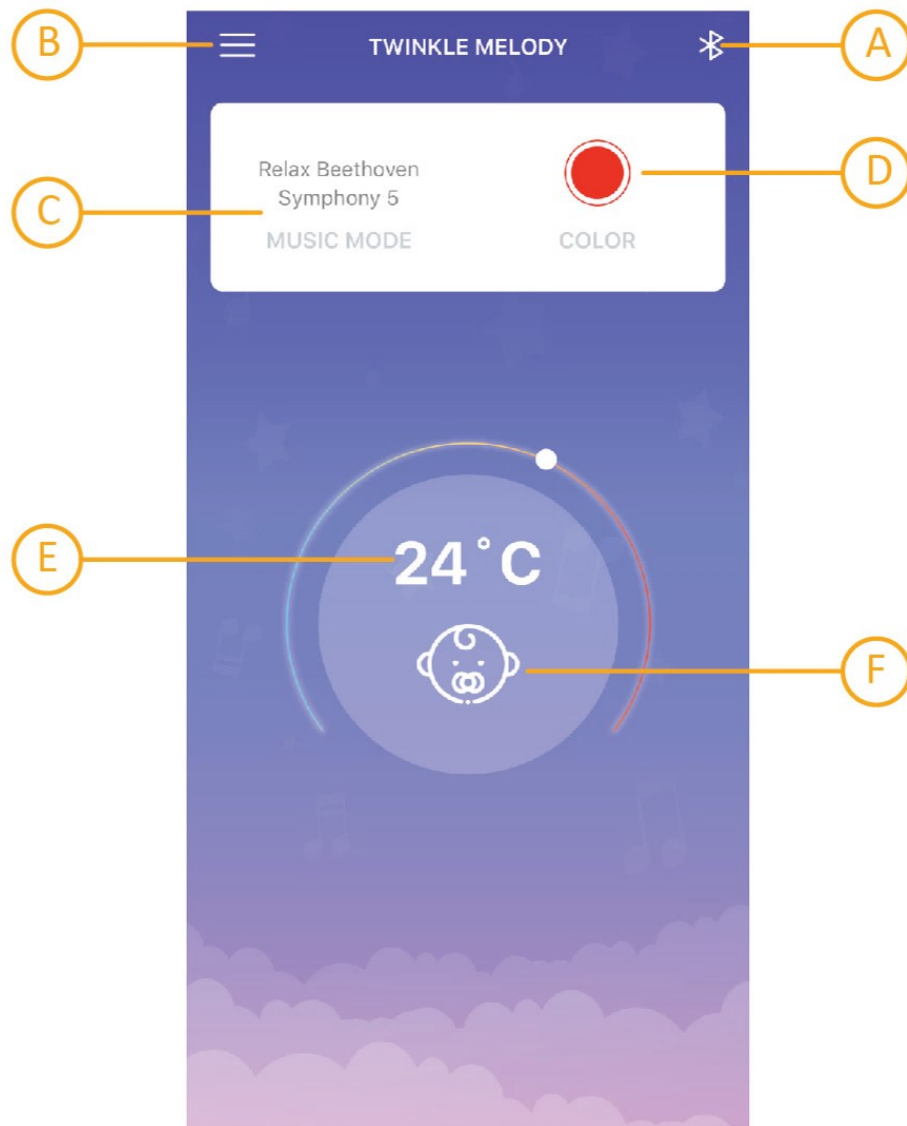 B
TWINKLE MELODY
A
Relax Beethoven
Symphony 5
MUSIC MODE
C
COLOR
D
E
24°C
F